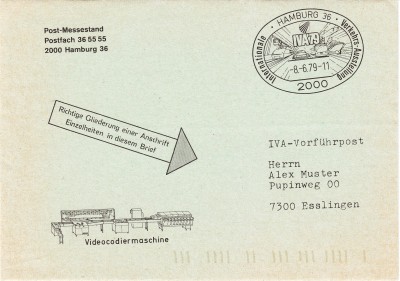 Post-Messestand
Postfach 36 55 55
2000 Hamburg 36
HAMBURG 36
Internationale Verkehrs-Ausstellung
IVA79
-8.-6.79-11
2000
Richtige Gliederung einer Anschrift
Einzelheiten in diesem Brief
IVA-Vorführpost
Herrn
Alex Muster
Pupinweg 00
7300 Esslingen
Videocodiermaschine